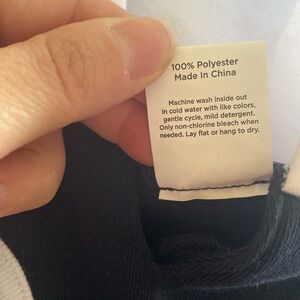 100% Polyester
Made In China
Machine wash inside out
In cold water with like colors,
gentle cycle, mild detergent.
Only non-chlorine bleach when
needed. Lay flat or hang to dry.